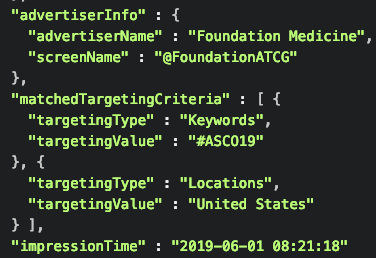 "advertiserInfo" : {
"advertiserName" : "Foundation Medicine",
"screenName" : "@FoundationATCG"
},
"matchedTargetingCriteria" : [ {
"targetingType" : "Keywords",
"targetingValue" : "#ASCO19"
}, {
"targetingType" : "Locations",
"targetingValue" : "United States"
} ],
"impressionTime" : "2019-06-01 08:21:18"